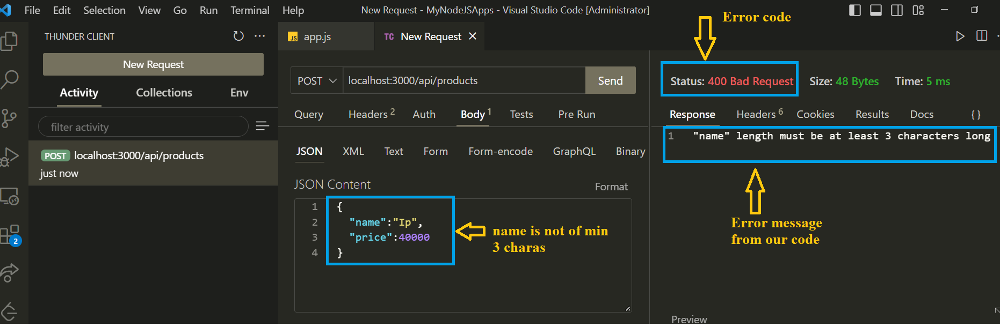 File Edit Selection View Go Run Terminal Help New Request - MyNodeJSApps - Visual Studio Code [Administrator]
THUNDER CLIENT
New Request
Activity Collections Env
filter activity
POST localhost:3000/api/products
just now
2
JS app.js TC New Request
POST localhost:3000/api/products Send
Query Headers 2 Auth Body 1 Tests Pre Run
JSON XML Text Form Form-encode GraphQL Binary
JSON Content Format
1 {
2 "name":"Ip",
3 "price":40000
4 }
name is not of min
3 charas
Error code
Status: 400 Bad Request Size: 48 Bytes Time: 5 ms
Response Headers 6 Cookies Results Docs { }
1 "name" length must be at least 3 characters long
Error message
from our code
Preview